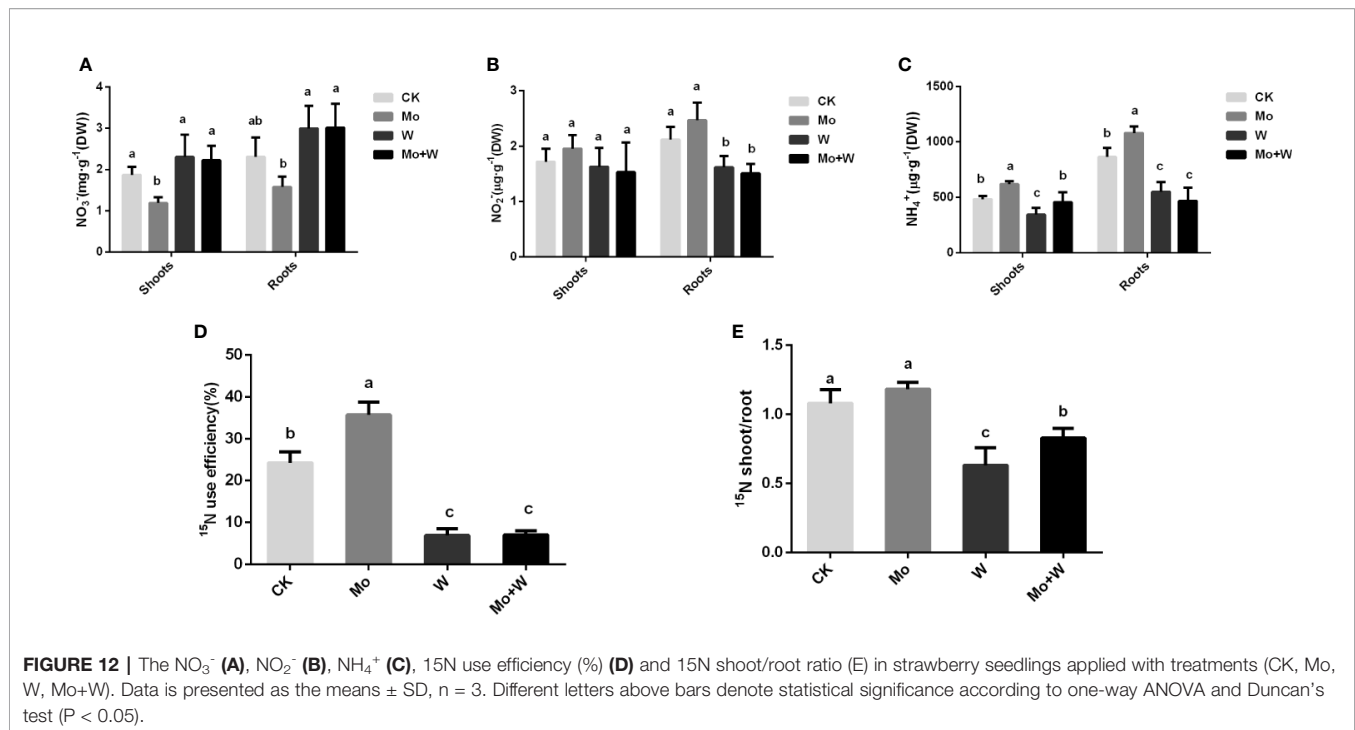 A
NO₃⁻(mg·g⁻¹(DW))
4
3
2
1
0
a
b
a
a
ab
b
a
a
Shoots
Roots
CK
Mo
W
Mo+W
B
NO₂⁻(μg·g⁻¹(DW))
3
2
1
0
a
a
a
a
a
a
b
b
Shoots
Roots
CK
Mo
W
Mo+W
C
NH₄⁺(μg·g⁻¹(DW))
1500
1000
500
0
b
a
c
b
b
a
c
c
Shoots
Roots
CK
Mo
W
Mo+W
D
¹⁵N use efficiency(%)
50
40
30
20
10
0
b
a
c
c
CK
Mo
W
Mo+W
E
¹⁵N shoot/root
1.5
1.0
0.5
0.0
a
a
c
b
CK
Mo
W
Mo+W
FIGURE 12 | The NO₃⁻ (A), NO₂⁻ (B), NH₄⁺ (C), 15N use efficiency (%) (D) and 15N shoot/root ratio (E) in strawberry seedlings applied with treatments (CK, Mo,
W, Mo+W). Data is presented as the means ± SD, n = 3. Different letters above bars denote statistical significance according to one-way ANOVA and Duncan's
test (P < 0.05).